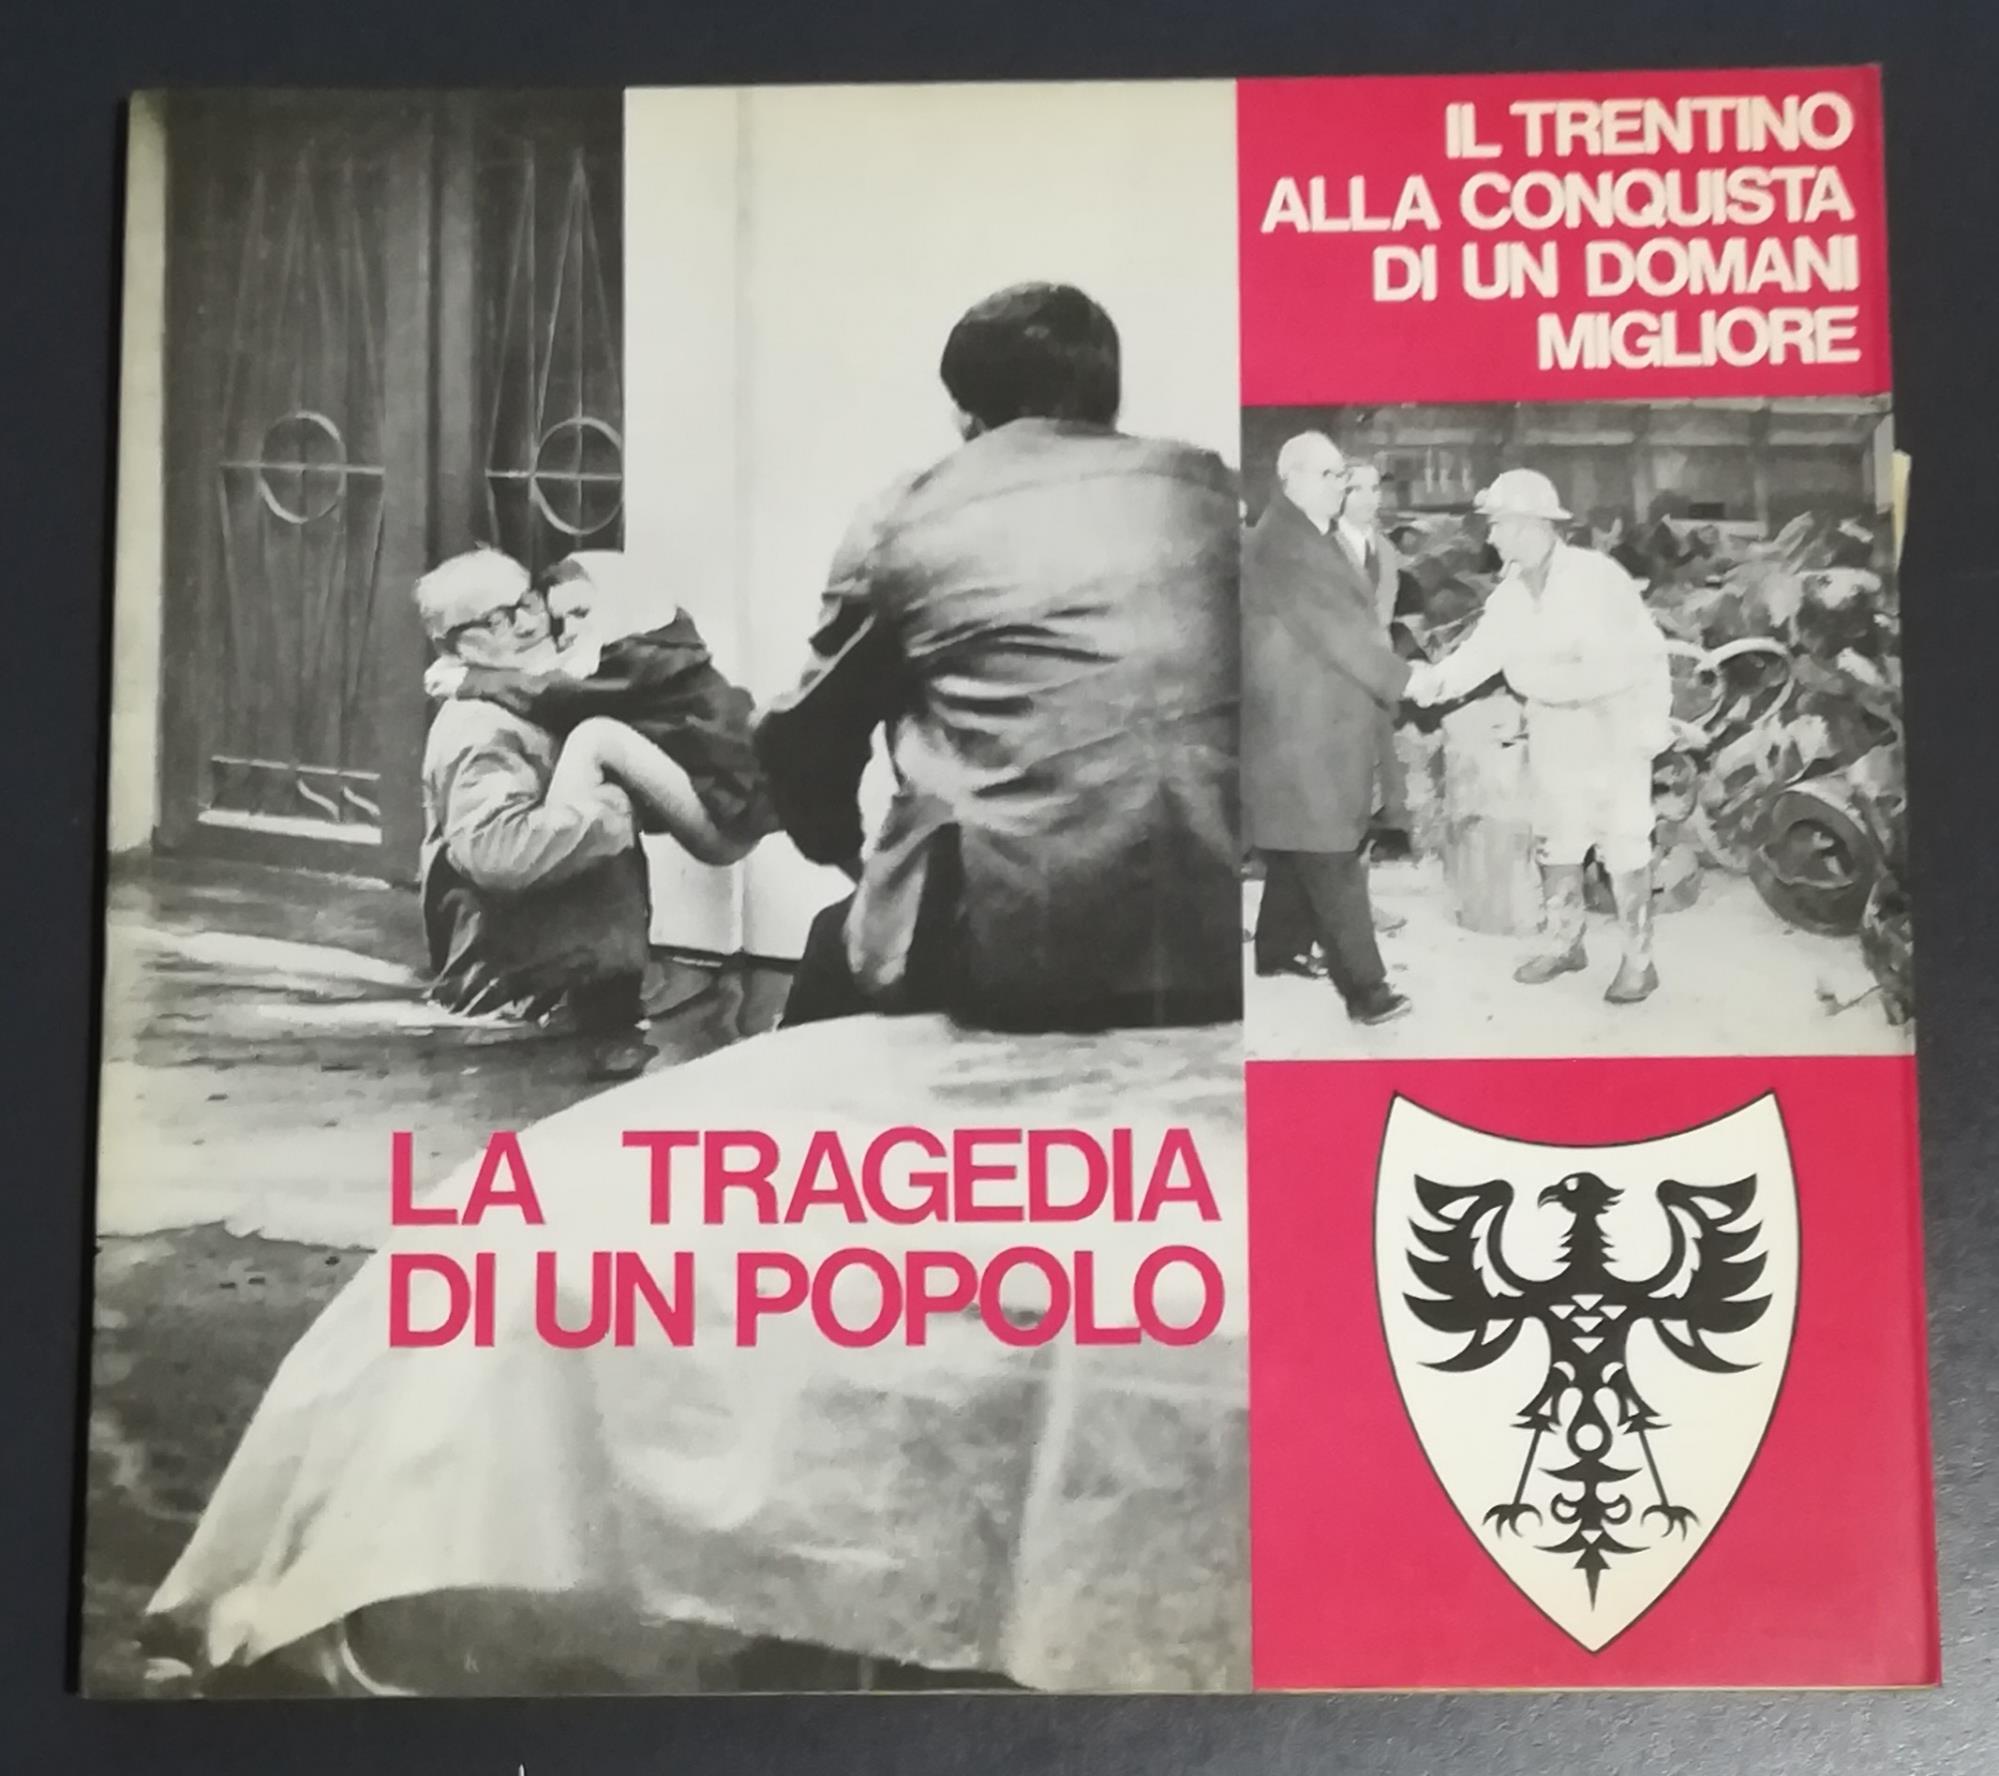 IL TRENTINO
ALLA CONQUISTA
DI UN DOMANI
MIGLIORE
LA TRAGEDIA
DI UN POPOLO